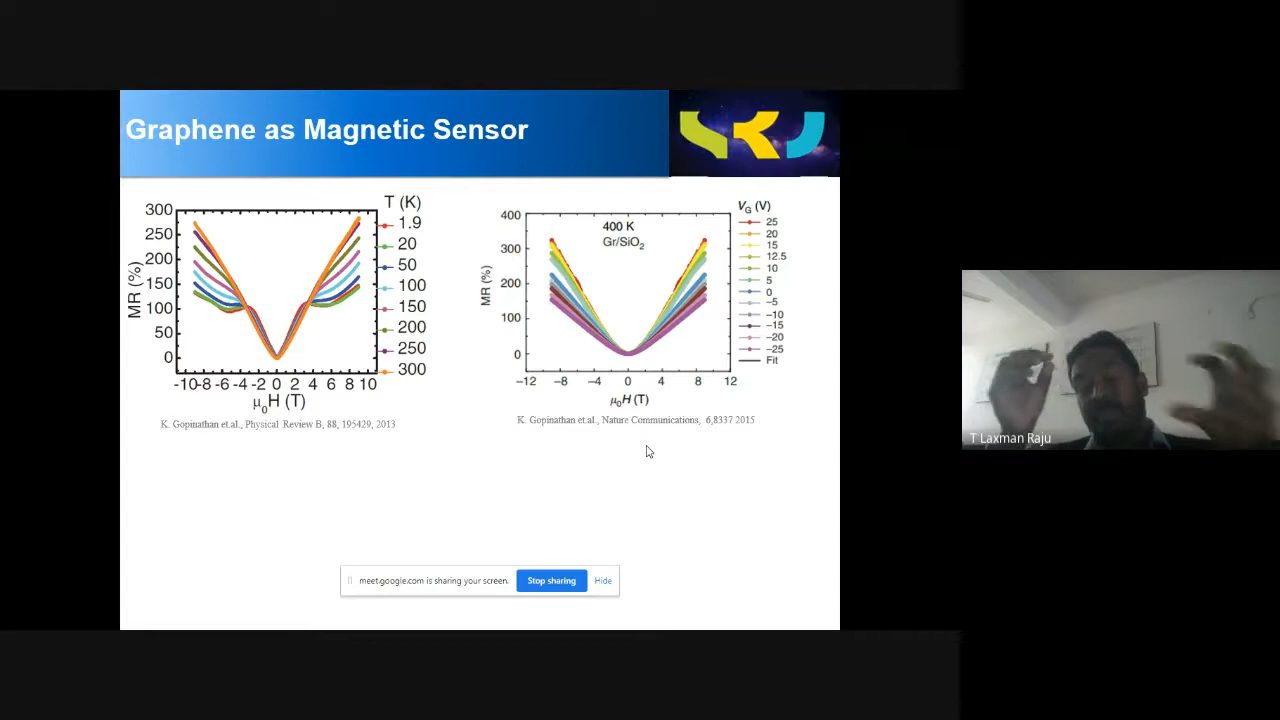 Graphene as Magnetic Sensor
SKJ
T (K)
300
250
200
150
100
50
0
MR (%)
-10-8 -6 -4 -2 0 2 4 6 8 10
μ0H (T)
1.9
20
50
100
150
200
250
300
K. Gopinathan et.al., Physical Review B, 88, 195429, 2013
400
300
200
100
0
MR (%)
400 K
Gr/SiO2
−12 −8 −4 0 4 8 12
μ0H (T)
VG (V)
25
20
15
12.5
10
5
0
−5
−10
−15
−20
−25
Fit
K. Gopinathan et.al., Nature Communications, 6,8337 2015
T Laxman Raju
meet.google.com is sharing your screen.
Stop sharing
Hide